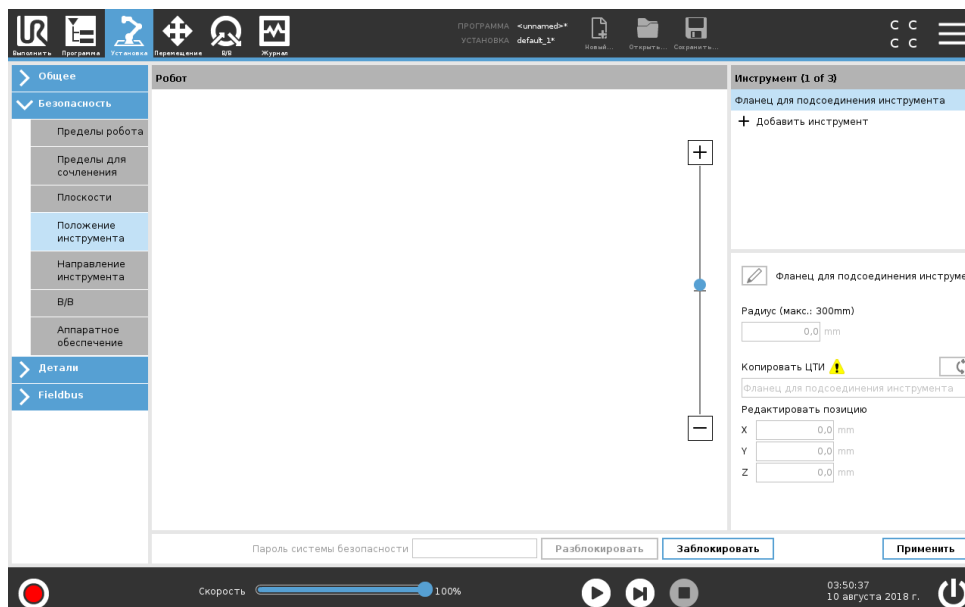 ПРОГРАММА <unnamed>*
УСТАНОВКА default_1*
Выполнить Программа Установка Перемещение В/В Журнал Новый... Открыть... Сохранить...
C C
C C
Общее
Безопасность
Пределы робота
Пределы для
сочленения
Плоскости
Положение
инструмента
Направление
инструмента
В/В
Аппаратное
обеспечение
Детали
Fieldbus
Робот
Инструмент (1 of 3)
Фланец для подсоединения инструмента
Добавить инструмент
Фланец для подсоединения инструме
Радиус (макс.: 300mm)
0,0 mm
Копировать ЦТИ
Фланец для подсоединения инструмента
Редактировать позицию
X 0,0 mm
Y 0,0 mm
Z 0,0 mm
Пароль системы безопасности Разблокировать Заблокировать Применить
Скорость 100%
03:50:37
10 августа 2018 г.